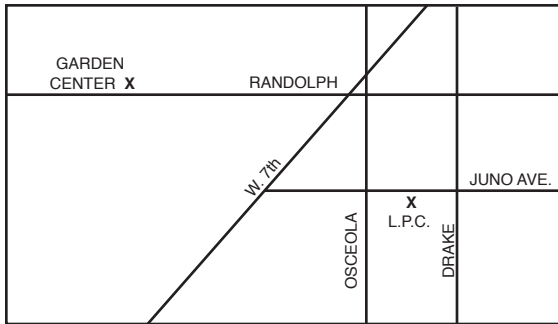 GARDEN
CENTER X
RANDOLPH
W. 7th
JUNO AVE.
X
L.P.C.
OSCEOLA
DRAKE